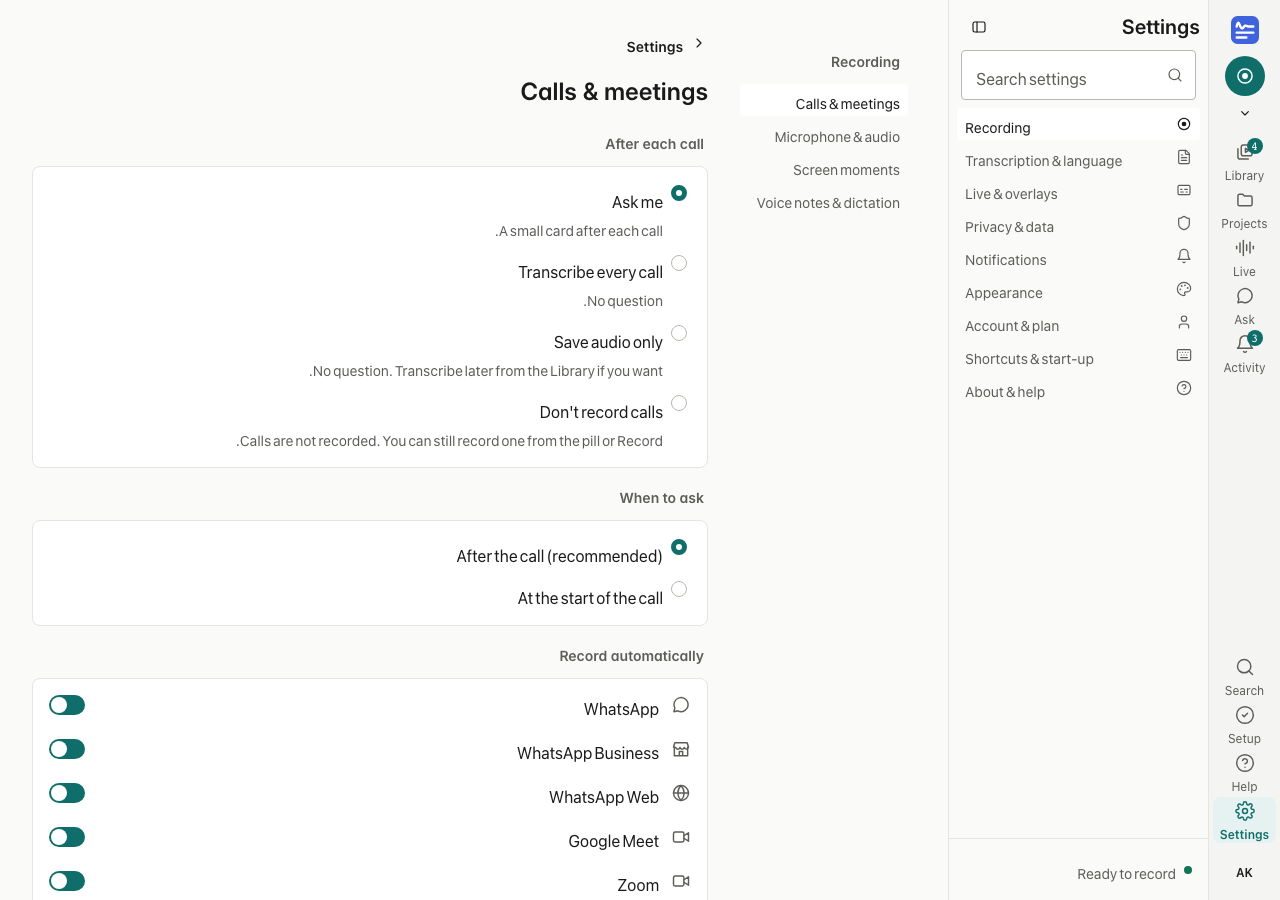 Settings
Search settings
Recording
Transcription & language
Live & overlays
Privacy & data
Notifications
Appearance
Account & plan
Shortcuts & start-up
About & help
Ready to record
4
Library
Projects
Live
Ask
3
Activity
Search
Setup
Help
Settings
AK
Recording
Calls & meetings
Microphone & audio
Screen moments
Voice notes & dictation
Settings
Calls & meetings
After each call
Ask me
.A small card after each call
Transcribe every call
.No question
Save audio only
.No question. Transcribe later from the Library if you want
Don't record calls
.Calls are not recorded. You can still record one from the pill or Record
When to ask
After the call (recommended)
At the start of the call
Record automatically
WhatsApp
WhatsApp Business
WhatsApp Web
Google Meet
Zoom